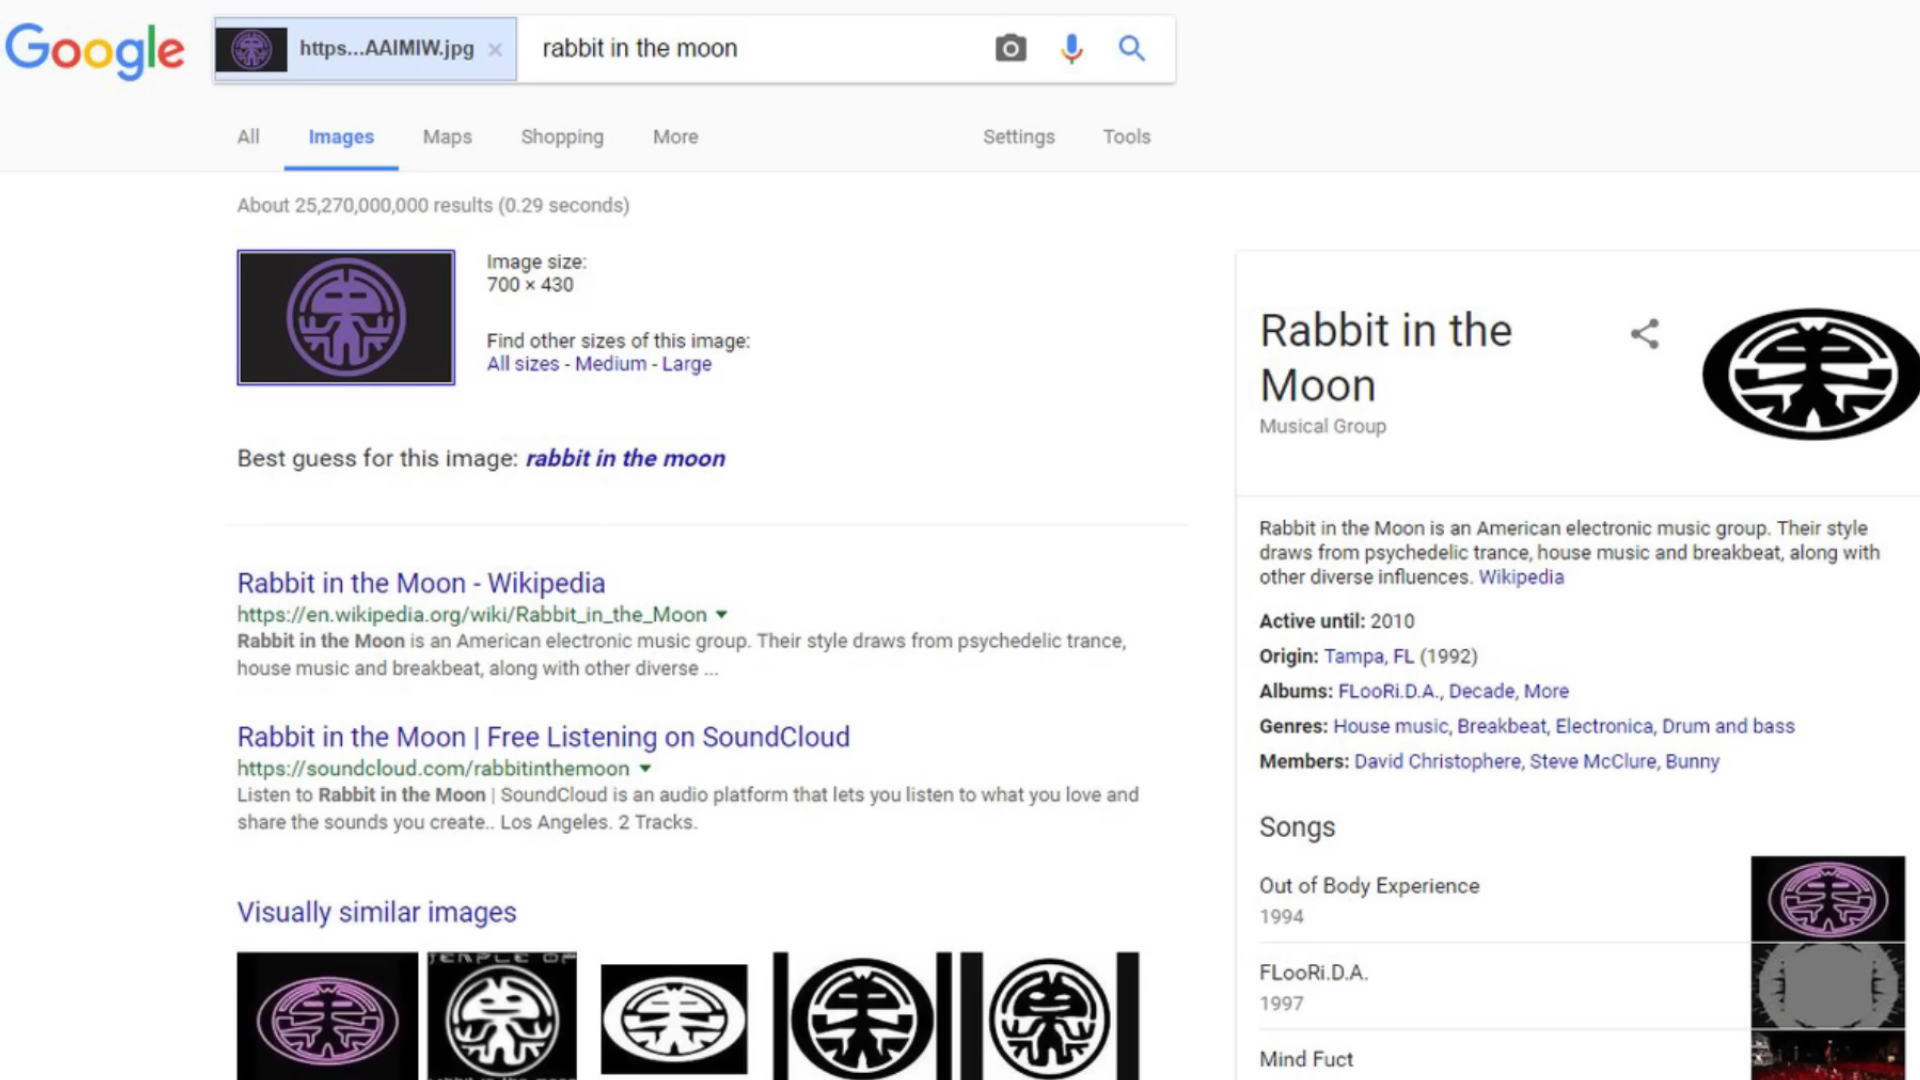 Google
https...AAIMIW.jpg × rabbit in the moon
All Images Maps Shopping More Settings Tools
About 25,270,000,000 results (0.29 seconds)
Image size:
700 × 430
Find other sizes of this image:
All sizes - Medium - Large
Best guess for this image: rabbit in the moon
Rabbit in the Moon - Wikipedia
https://en.wikipedia.org/wiki/Rabbit_in_the_Moon
Rabbit in the Moon is an American electronic music group. Their style draws from psychedelic trance,
house music and breakbeat, along with other diverse ...
Rabbit in the Moon | Free Listening on SoundCloud
https://soundcloud.com/rabbitinthemoon
Listen to Rabbit in the Moon | SoundCloud is an audio platform that lets you listen to what you love and
share the sounds you create.. Los Angeles. 2 Tracks.
Visually similar images
TEMPLE OF
Rabbit in the
Moon
Musical Group
Rabbit in the Moon is an American electronic music group. Their style
draws from psychedelic trance, house music and breakbeat, along with
other diverse influences. Wikipedia
Active until: 2010
Origin: Tampa, FL (1992)
Albums: FLooRi.D.A., Decade, More
Genres: House music, Breakbeat, Electronica, Drum and bass
Members: David Christophere, Steve McClure, Bunny
Songs
Out of Body Experience
1994
FLooRi.D.A.
1997
Mind Fuct